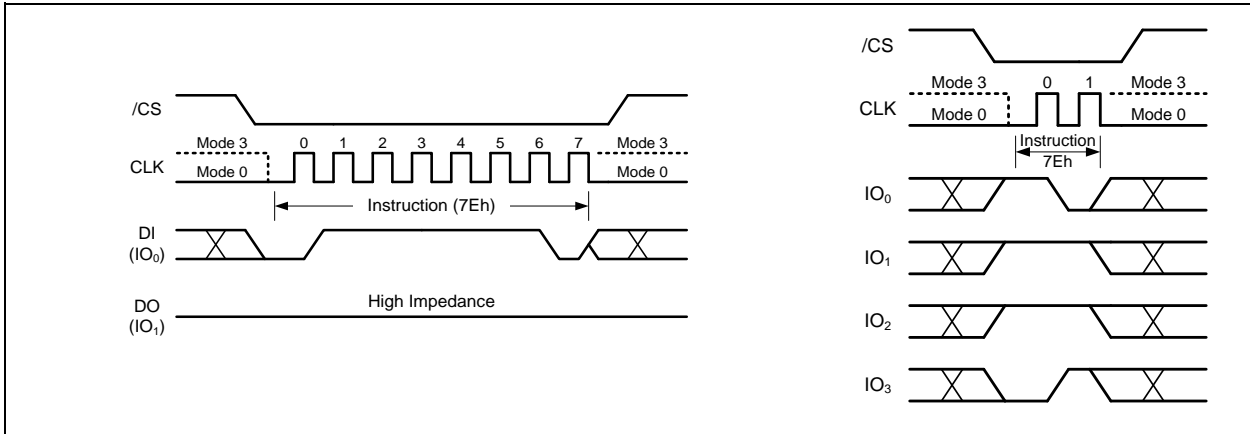 /CS
Mode 3 0 1 2 3 4 5 6 7 Mode 3
CLK
Mode 0 Mode 0
Instruction (7Eh)
DI
(IO₀)
High Impedance
DO
(IO₁)
/CS
Mode 3 0 1 Mode 3
CLK
Mode 0 Mode 0
Instruction
7Eh
IO₀
IO₁
IO₂
IO₃